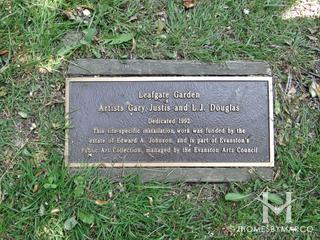 Leafgate Garden
Artists Gary Justis and L.J. Douglas
Dedicated 1992
This site-specific installation work was funded by the
estate of Edward A. Johnson, and is part of Evanston's
Public Art Collection, managed by the Evanston Arts Council
M
#HOMESBYMARCO